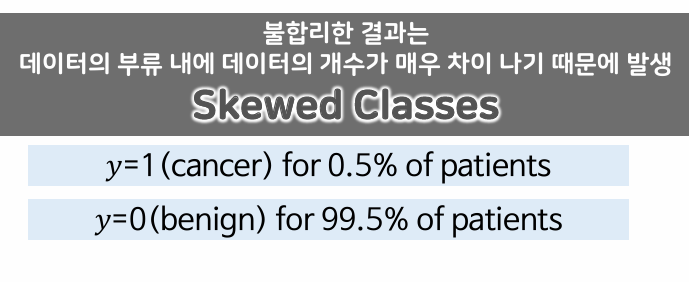 불합리한 결과는
데이터의 부류 내에 데이터의 개수가 매우 차이 나기 때문에 발생
Skewed Classes
y=1(cancer) for 0.5% of patients
y=0(benign) for 99.5% of patients